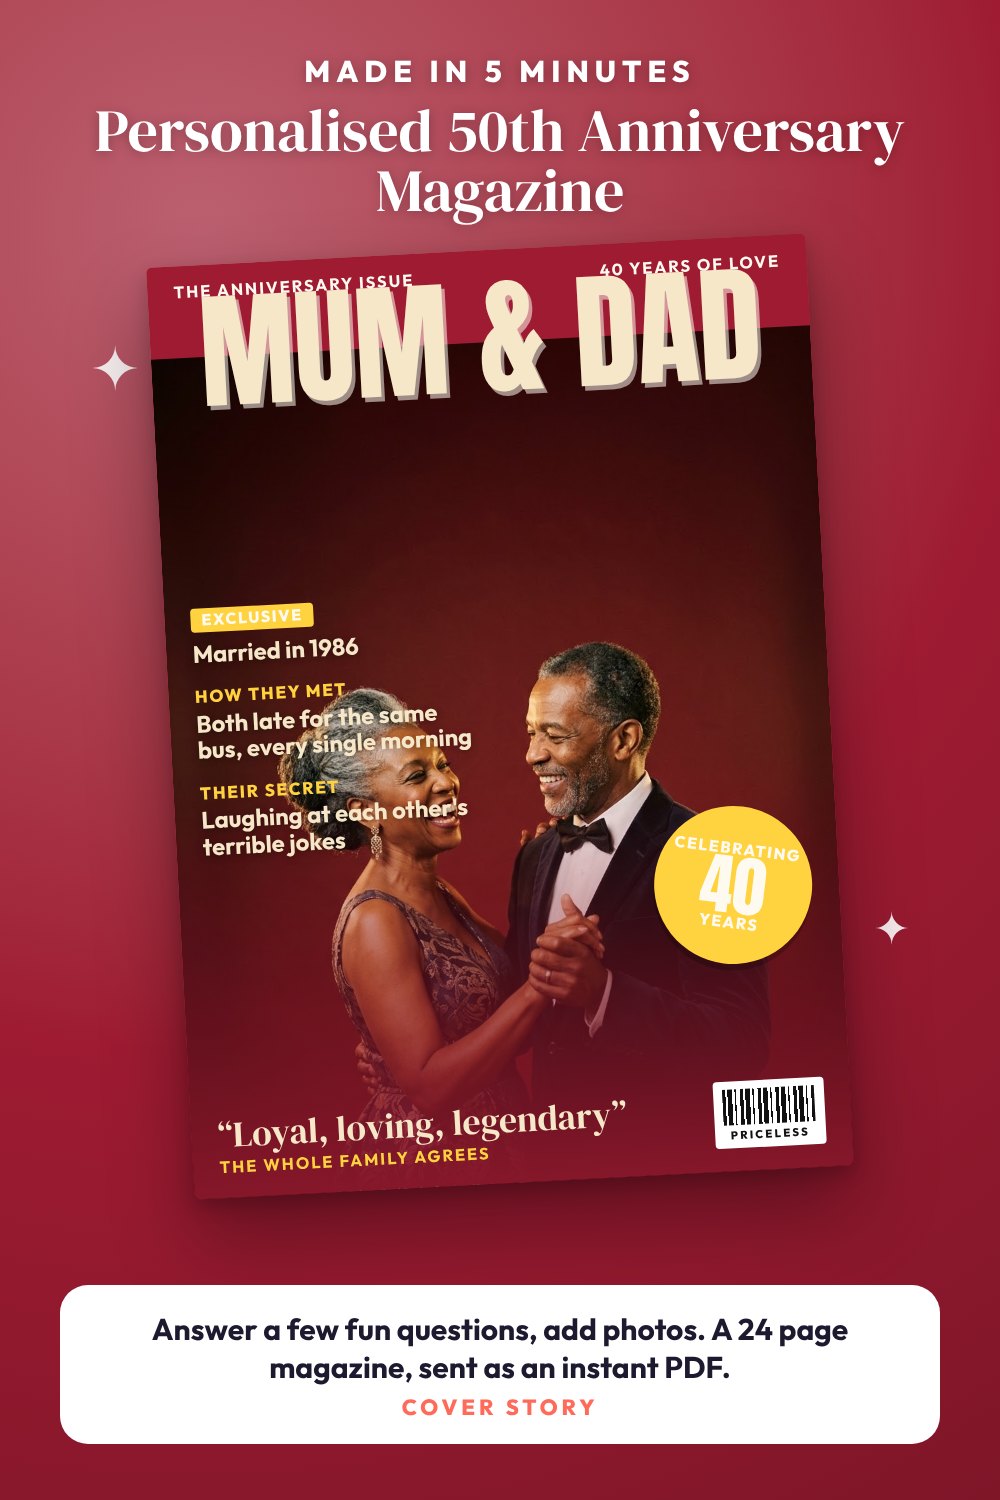 MADE IN 5 MINUTES
Personalised 50th Anniversary
Magazine
THE ANNIVERSARY ISSUE
40 YEARS OF LOVE
MUM & DAD
EXCLUSIVE
Married in 1986
HOW THEY MET
Both late for the same
bus, every single morning
THEIR SECRET
Laughing at each other's
terrible jokes
CELEBRATING
40
YEARS
“Loyal, loving, legendary”
THE WHOLE FAMILY AGREES
PRICELESS
Answer a few fun questions, add photos. A 24 page
magazine, sent as an instant PDF.
COVER STORY